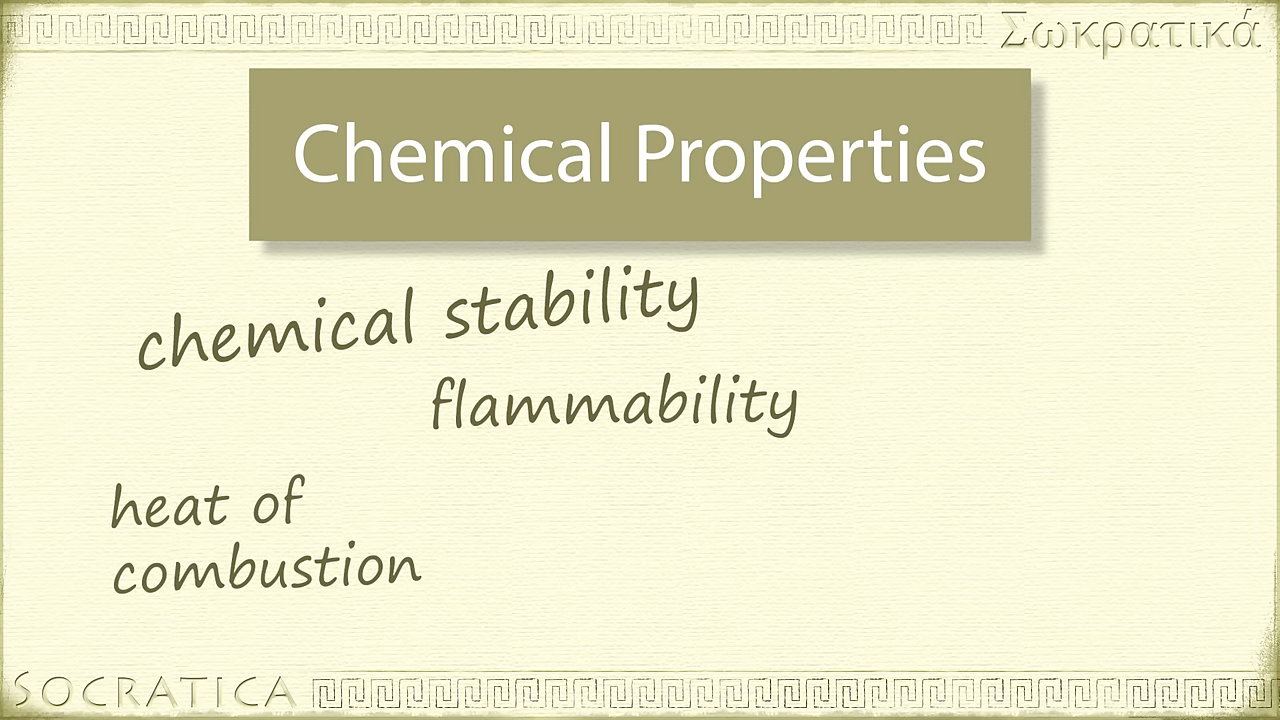 Σωκρατικά
Chemical Properties
chemical stability
flammability
heat of
combustion
SOCRATICA